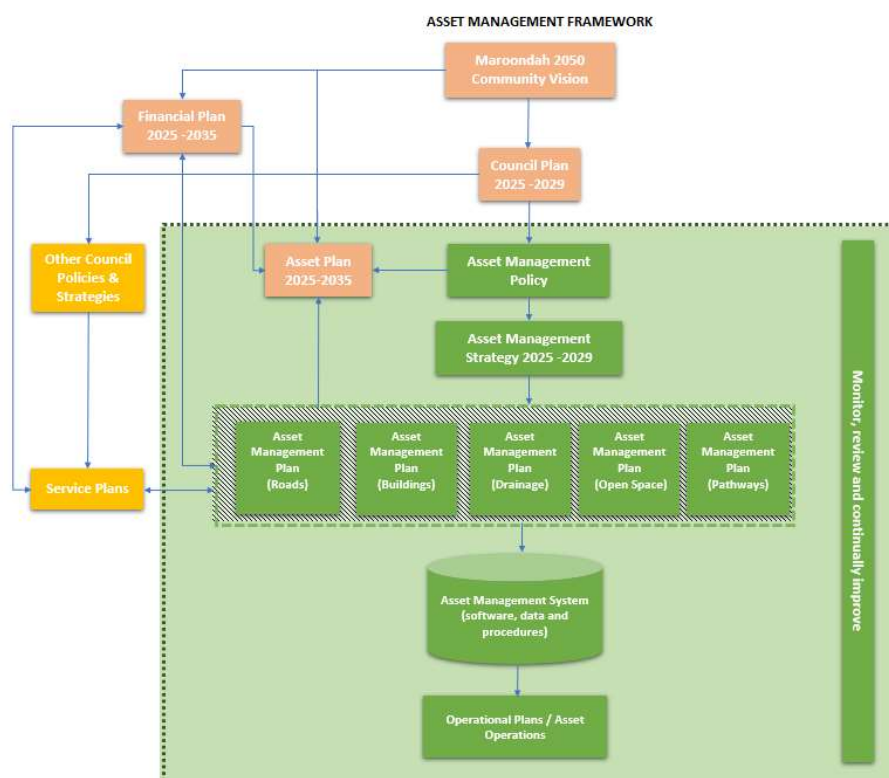 ASSET MANAGEMENT FRAMEWORK
Maroondah 2050
Community Vision
Financial Plan
2025 -2035
Council Plan
2025 -2029
Other Council
Policies &
Strategies
Asset Plan
2025-2035
Asset Management
Policy
Asset Management
Strategy 2025 -2029
Asset
Management
Plan
(Roads)
Asset
Management
Plan
(Buildings)
Asset
Management
Plan
(Drainage)
Asset
Management
Plan
(Open Space)
Asset
Management
Plan
(Pathways)
Service Plans
Asset Management System
(software, data and
procedures)
Operational Plans / Asset
Operations
Monitor, review and continually improve